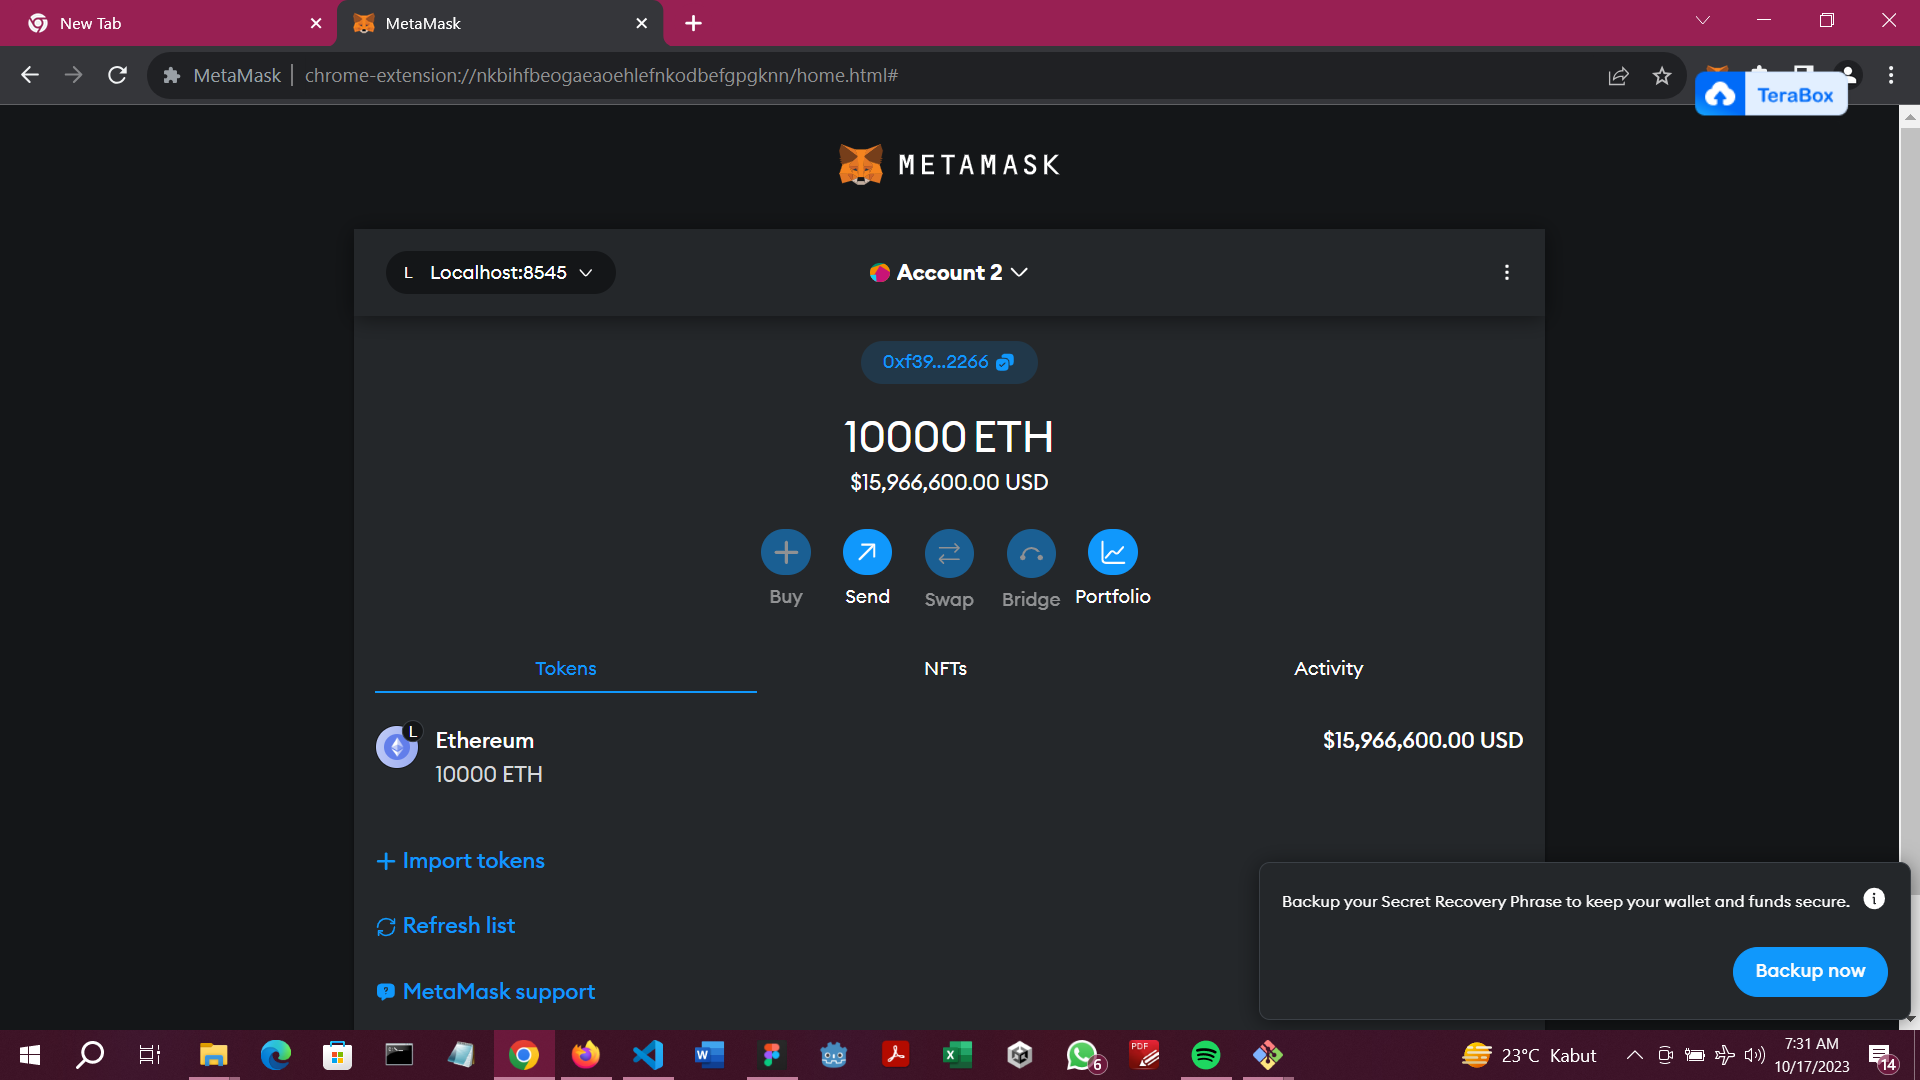 New Tab
MetaMask
MetaMask | chrome-extension://nkbihfbeogaeaoehlefnkodbefgpgknn/home.html#
TeraBox
METAMASK
L Localhost:8545
Account 2
0xf39...2266
10000 ETH
$15,966,600.00 USD
Buy
Send
Swap
Bridge
Portfolio
Tokens
NFTs
Activity
L
Ethereum
$15,966,600.00 USD
10000 ETH
+ Import tokens
Refresh list
MetaMask support
Backup your Secret Recovery Phrase to keep your wallet and funds secure.
Backup now
W
PDF
X
6
23°C Kabut
7:31 AM
10/17/2023
14